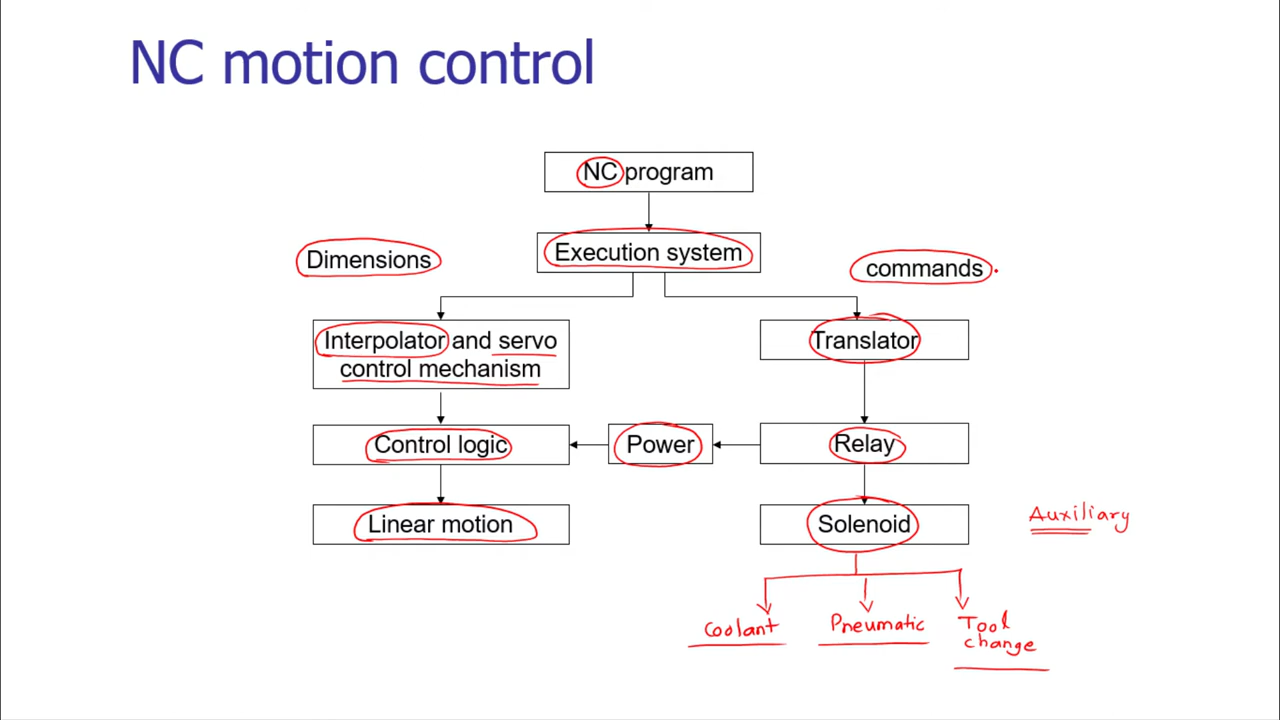 NC motion control
NC program
Execution system
Dimensions
commands
Interpolator and servo
control mechanism
Translator
Control logic
Power
Relay
Linear motion
Solenoid
Auxiliary
Coolant
Pneumatic
Tool
change